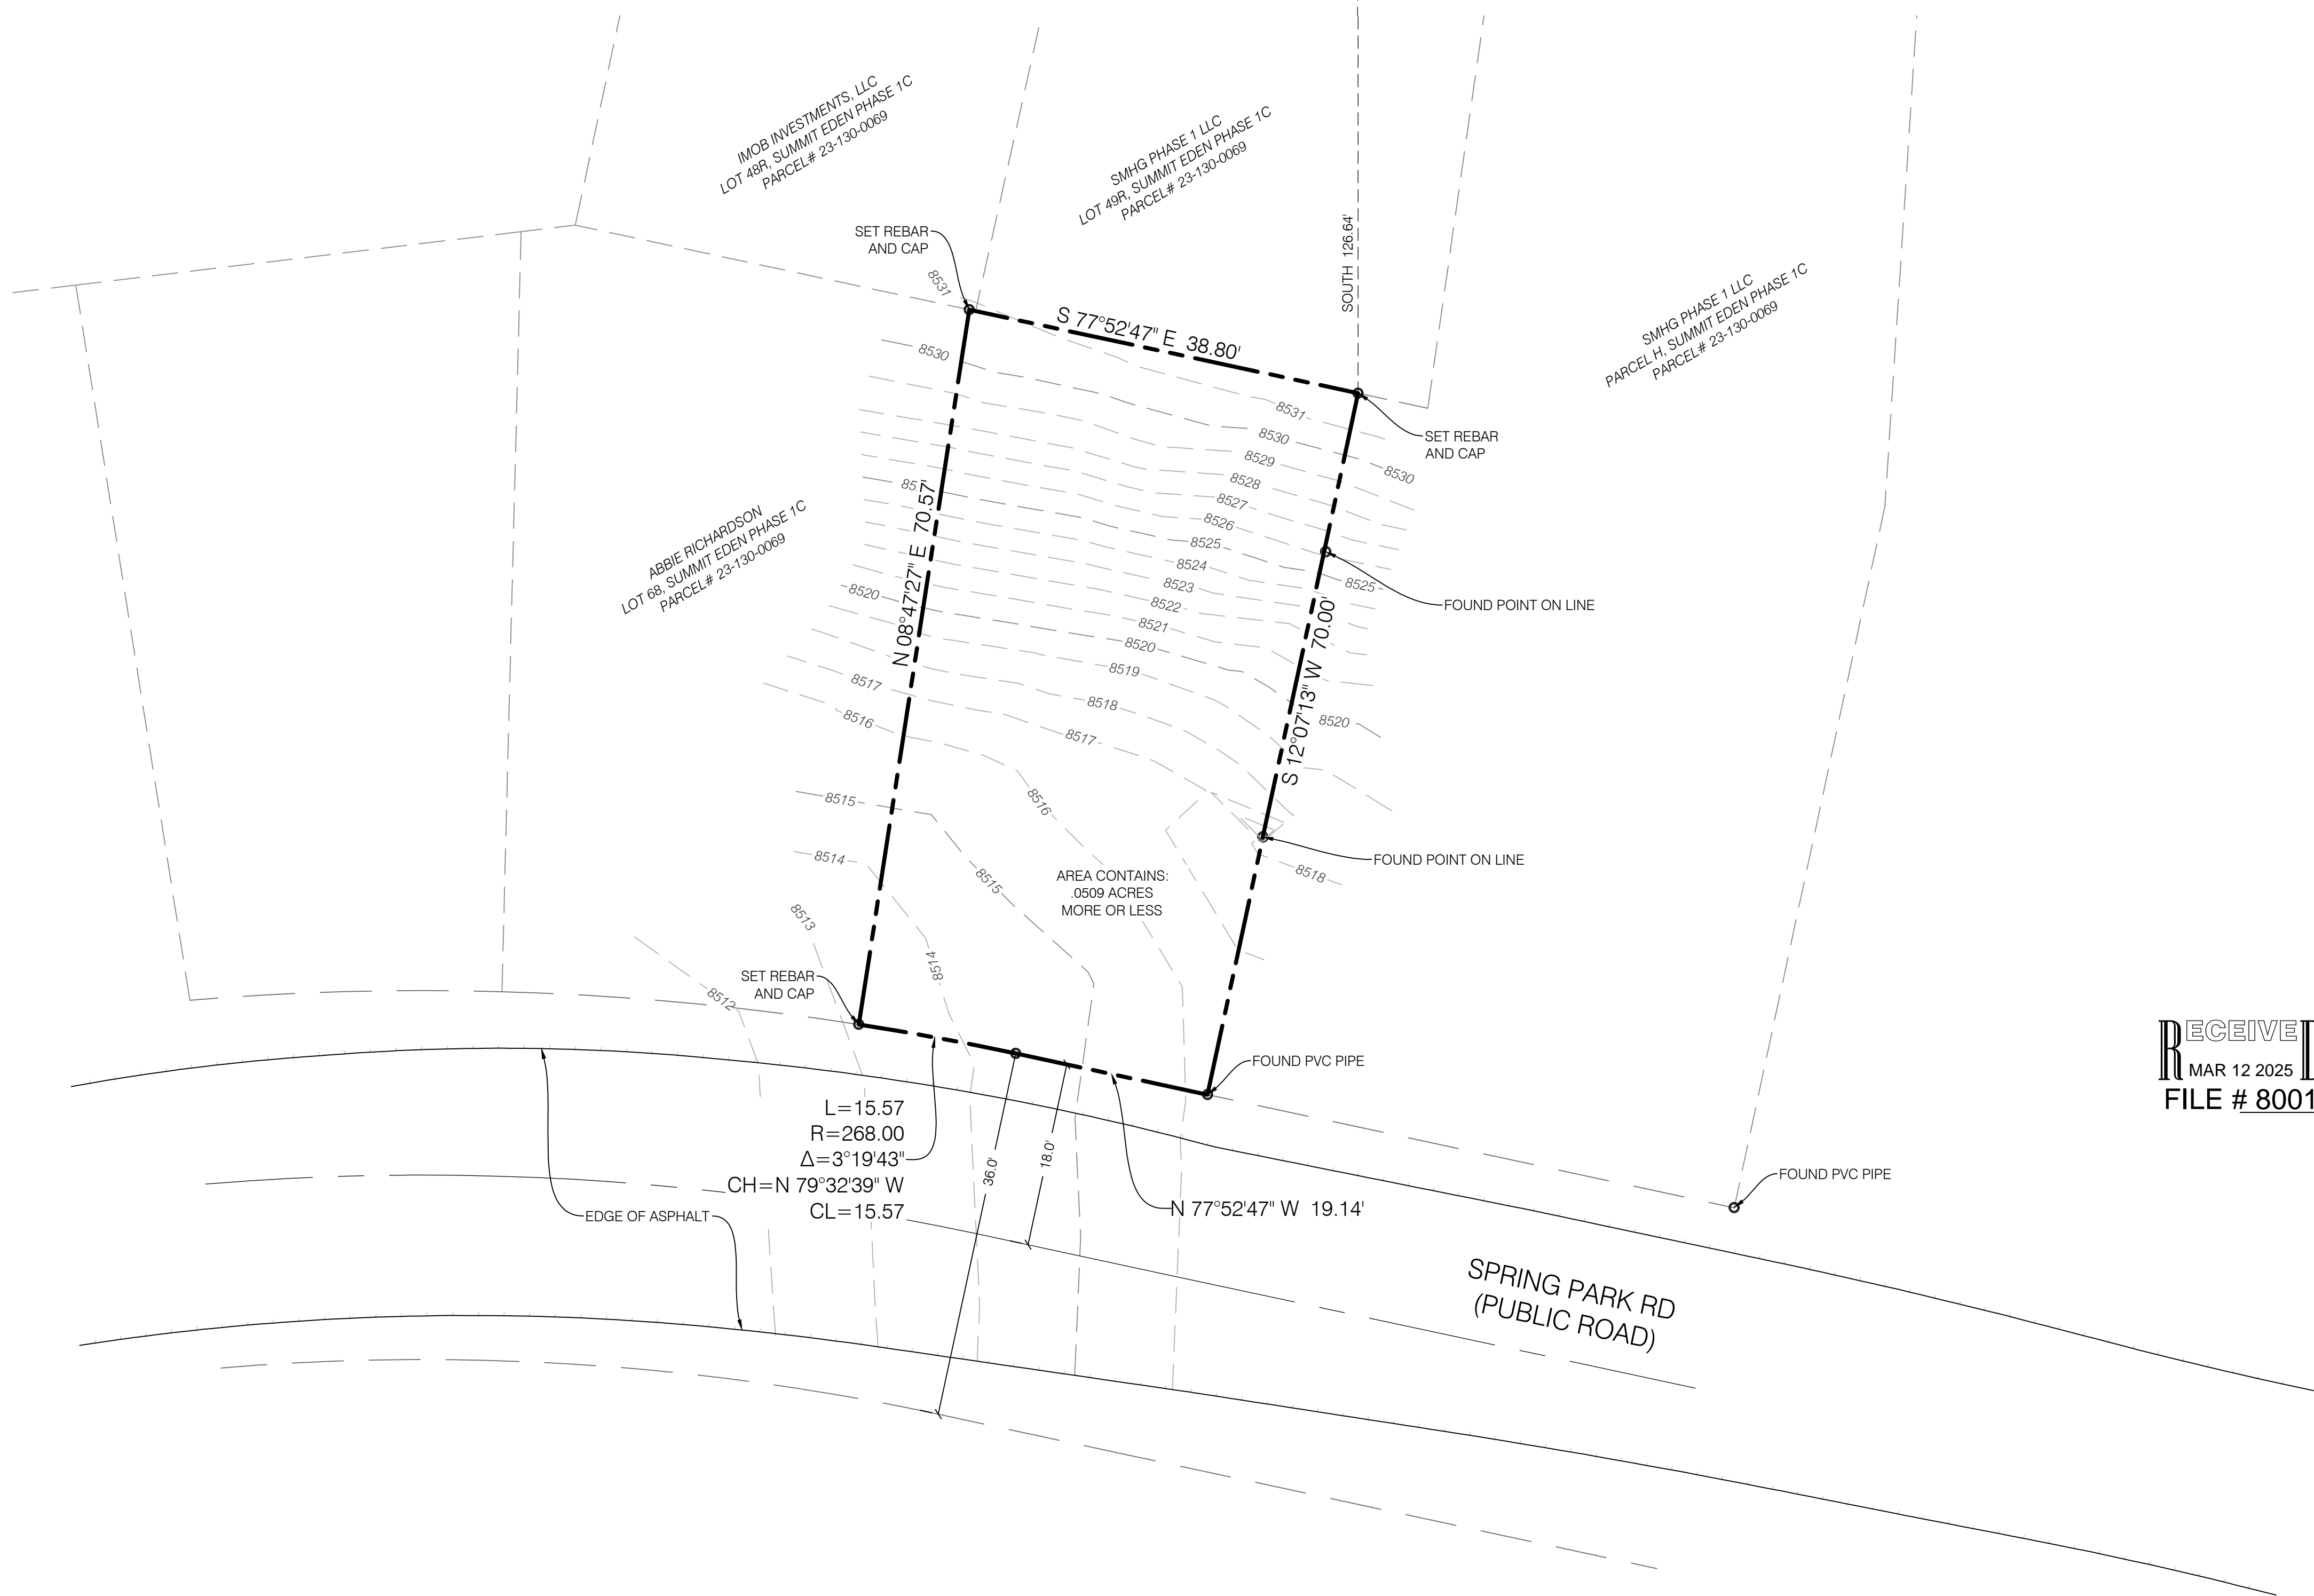 IMOB INVESTMENTS, LLC
LOT 48R, SUMMIT EDEN PHASE 1C
PARCEL# 23-130-0069
SMHG PHASE 1 LLC
LOT 49R, SUMMIT EDEN PHASE 1C
PARCEL# 23-130-0069
SOUTH 126.64'
SET REBAR
AND CAP
8531
S 77°52'47" E 38.80'
SMHG PHASE 1 LLC
PARCEL H, SUMMIT EDEN PHASE 1C
PARCEL# 23-130-0069
8530
8531
8530
SET REBAR
AND CAP
8529
8530
8528
8527
8526
8525
8524
8525
8523
8522
8521
8520
8520
8519
8518
8517
8517
8516
8520
N 08°47'27" E 70.57'
ABBIE RICHARDSON
LOT 68, SUMMIT EDEN PHASE 1C
PARCEL# 23-130-0069
FOUND POINT ON LINE
S 12°07'13" W 70.00'
8515
8516
8514
8515
FOUND POINT ON LINE
8518
AREA CONTAINS:
.0509 ACRES
MORE OR LESS
8513
8514
8512
SET REBAR
AND CAP
FOUND PVC PIPE
RECEIVED
MAR 12 2025
FILE # 8001
L=15.57
R=268.00
Δ=3°19'43"
CH=N 79°32'39" W
CL=15.57
36.0'
18.0'
N 77°52'47" W 19.14'
FOUND PVC PIPE
EDGE OF ASPHALT
SPRING PARK RD
(PUBLIC ROAD)